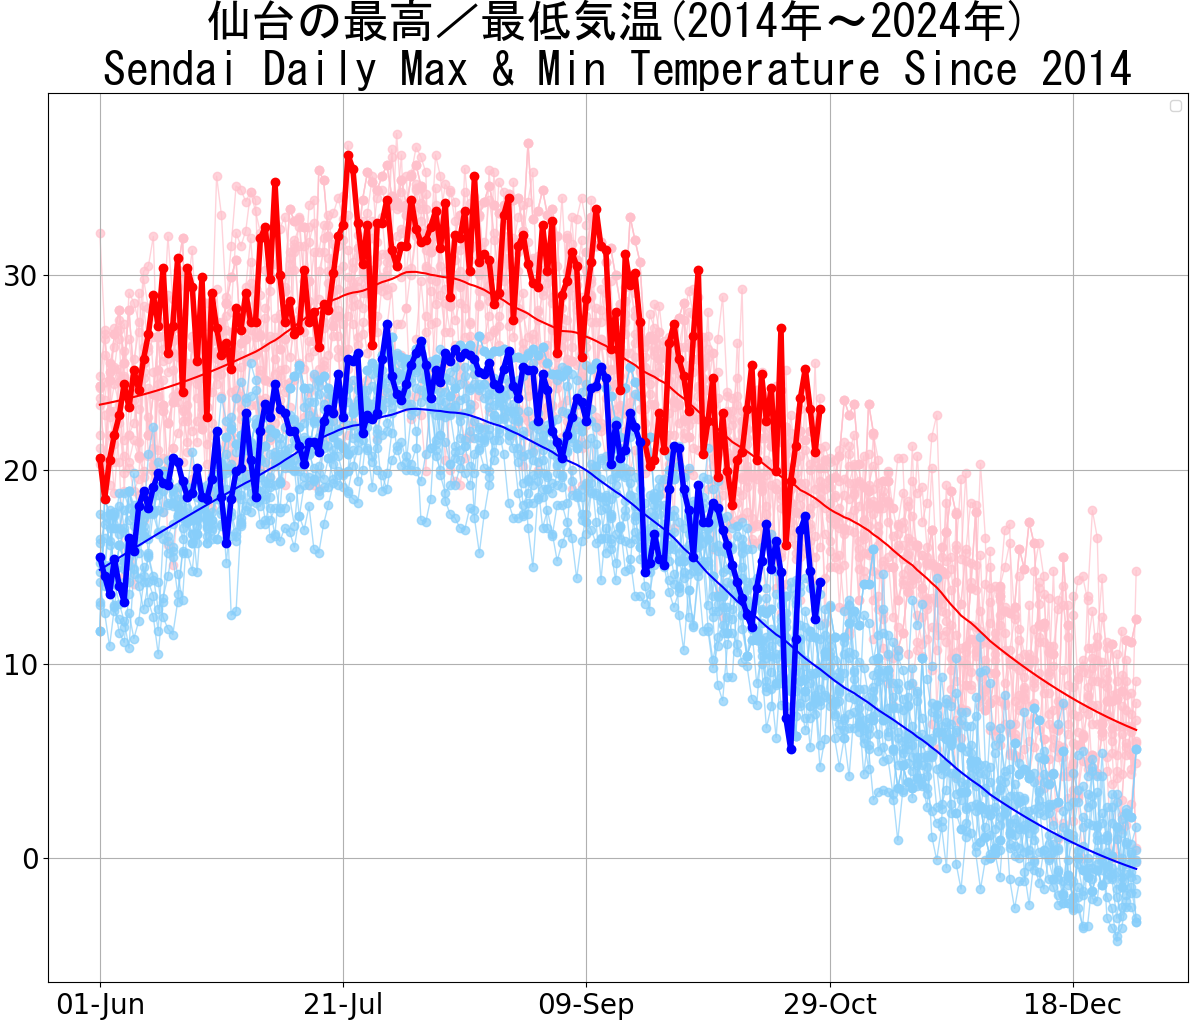 仙台の最高／最低気温(2014年～2024年)
Sendai Daily Max & Min Temperature Since 2014
30
20
10
0
01-Jun 21-Jul 09-Sep 29-Oct 18-Dec